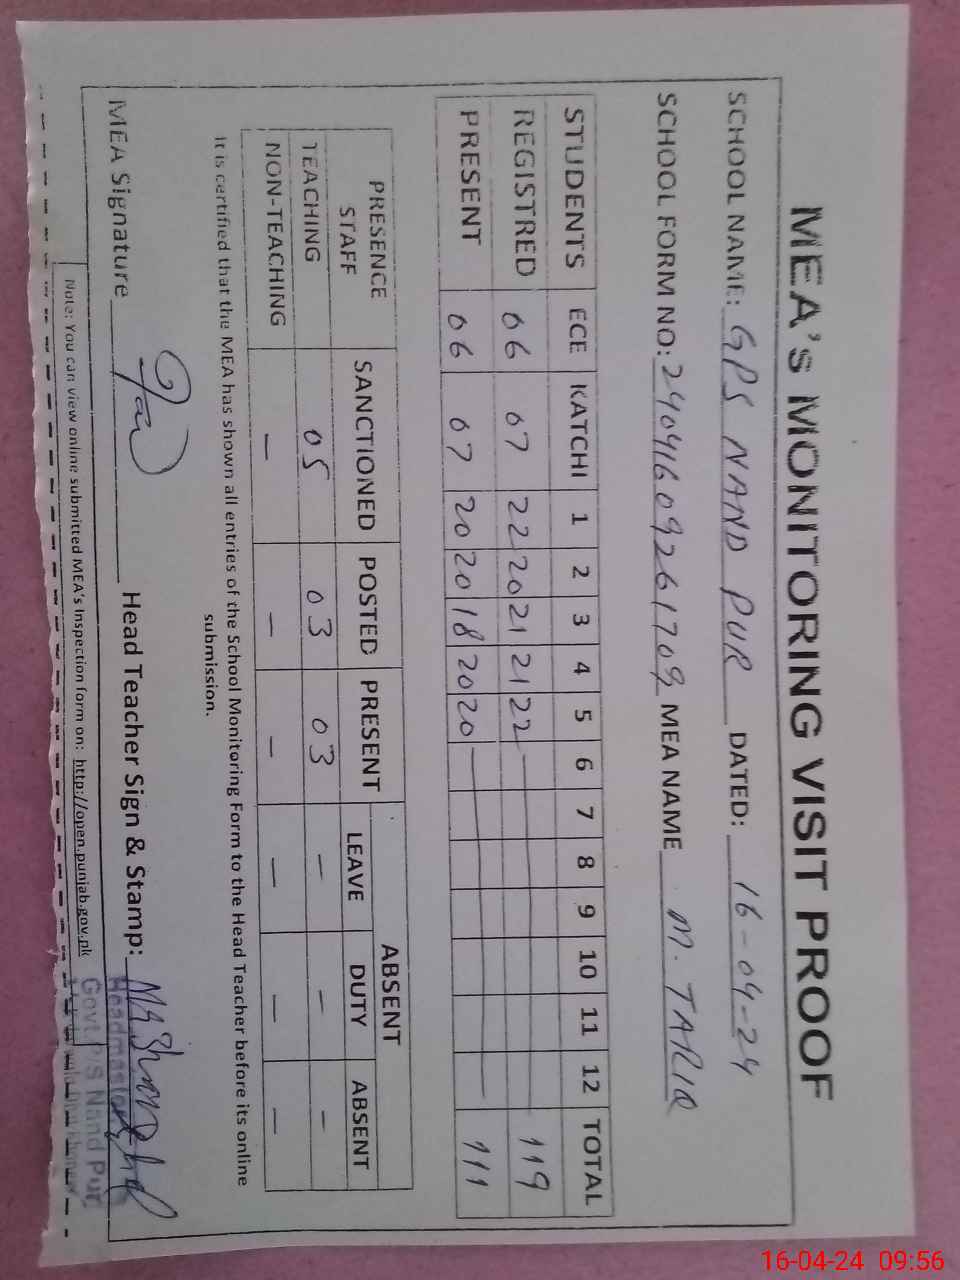 MEA's MONITORING VISIT PROOF
SCHOOL NAME: GPS NAND PUR DATED: 16-04-24
SCHOOL FORM NO: MEA NAME M. TARIQ
STUDENTS ECE KATCHI 1 2 3 4 5 6 7 8 9 10 11 12 TOTAL
REGISTRED 06 07 22 20 21 21 22 119
PRESENT 06 07 20 20 18 20 20 111
PRESENCE STAFF SANCTIONED POSTED PRESENT ABSENT
LEAVE DUTY ABSENT
TEACHING 05 03 03 – – –
NON-TEACHING – – – – – –
It is certified that the MEA has shown all entries of the School Monitoring Form to the Head Teacher before its online
submission.
MEA Signature Head Teacher Sign & Stamp:
Headmaster
Govt. P/S Nand Pur
Note: You can view online submitted MEA's Inspection form on: http://open.punjab.gov.pk
16-04-24 09:56